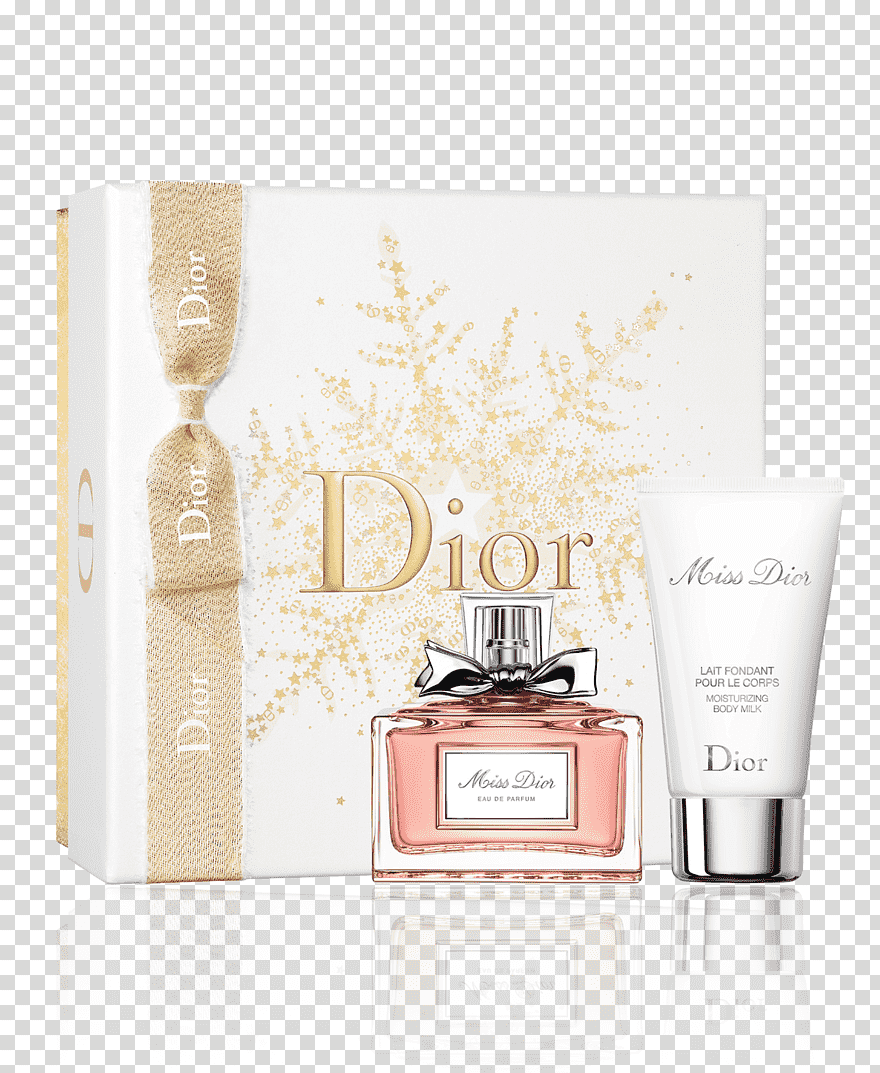 Dior
Dior
Dior
CD
Dior
Miss Dior
EAU DE PARFUM
Miss Dior
LAIT FONDANT
POUR LE CORPS
MOISTURIZING
BODY MILK
Dior